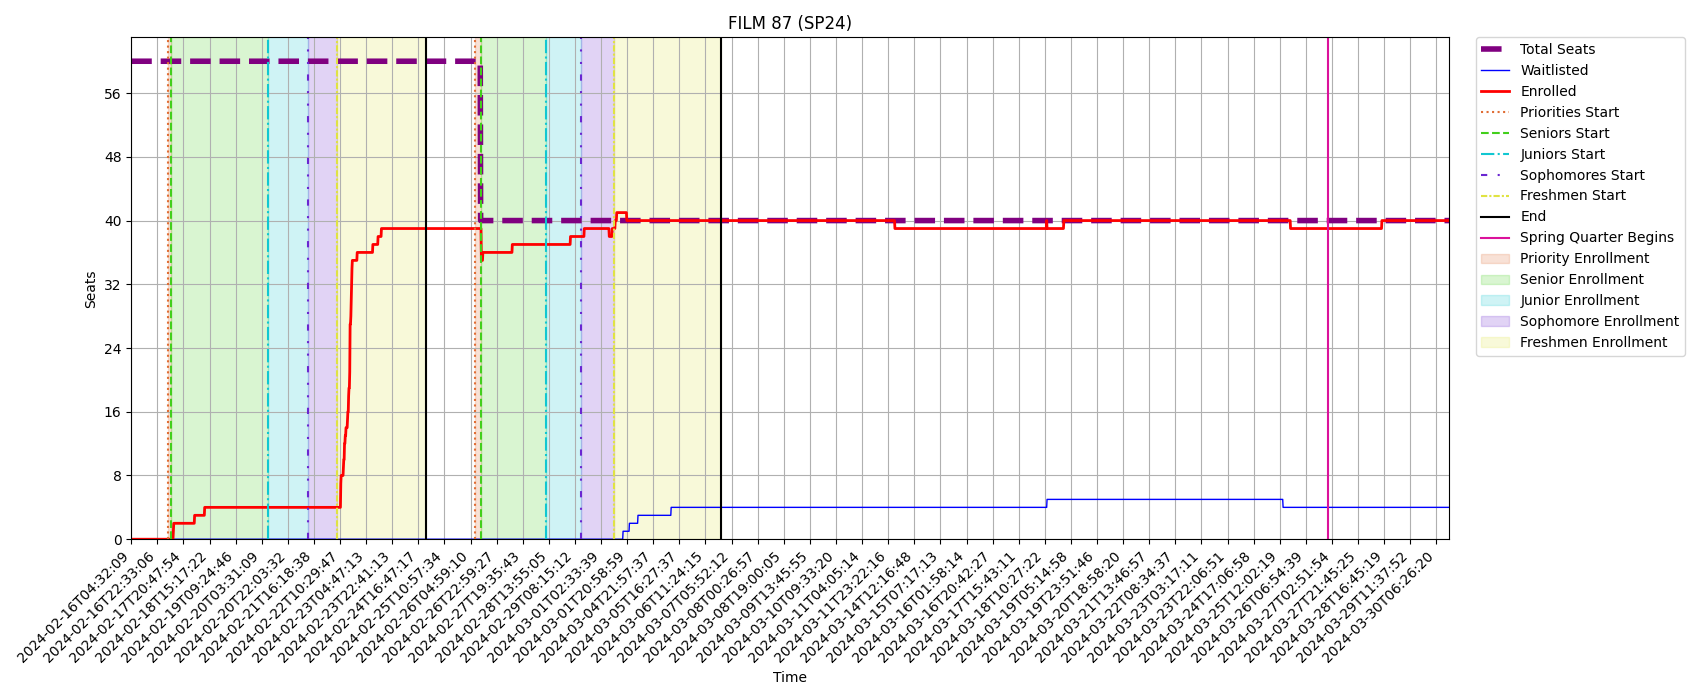 FILM 87 (SP24)
Total Seats
Waitlisted
Enrolled
Priorities Start
Seniors Start
Juniors Start
Sophomores Start
Freshmen Start
End
Spring Quarter Begins
Priority Enrollment
Senior Enrollment
Junior Enrollment
Sophomore Enrollment
Freshmen Enrollment
Seats
56
48
40
32
24
16
8
0
2024-02-16T04:32:09
2024-02-16T22:33:06
2024-02-17T20:47:54
2024-02-18T15:17:22
2024-02-19T09:24:46
2024-02-20T03:31:09
2024-02-20T22:03:32
2024-02-21T16:18:38
2024-02-22T10:29:47
2024-02-23T04:47:13
2024-02-23T22:41:13
2024-02-24T16:47:17
2024-02-25T10:57:34
2024-02-26T04:59:10
2024-02-26T22:59:27
2024-02-27T19:35:43
2024-02-28T13:55:05
2024-02-29T08:15:12
2024-03-01T02:33:39
2024-03-01T20:58:59
2024-03-04T21:57:37
2024-03-05T16:27:37
2024-03-06T11:24:15
2024-03-07T05:52:12
2024-03-08T00:26:57
2024-03-08T19:00:05
2024-03-09T13:45:55
2024-03-10T09:33:20
2024-03-11T04:05:14
2024-03-11T23:22:16
2024-03-14T12:16:48
2024-03-15T07:17:13
2024-03-16T01:58:14
2024-03-16T20:42:27
2024-03-17T15:43:11
2024-03-18T10:27:22
2024-03-19T05:14:58
2024-03-19T23:51:46
2024-03-20T18:58:20
2024-03-21T13:46:57
2024-03-22T08:34:37
2024-03-23T03:17:11
2024-03-23T22:06:51
2024-03-24T17:06:58
2024-03-25T12:02:19
2024-03-26T06:54:39
2024-03-27T02:51:54
2024-03-27T21:45:25
2024-03-28T16:45:19
2024-03-29T11:37:52
2024-03-30T06:26:20
Time